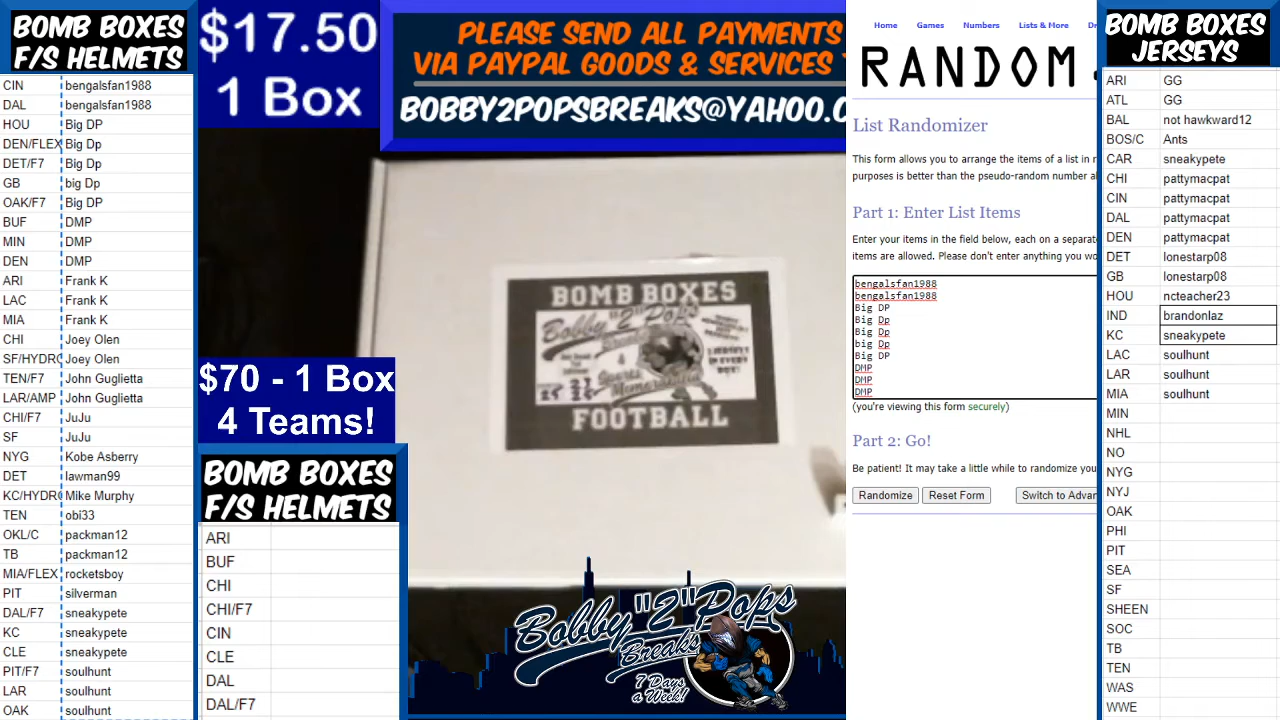 BOMB BOXES
F/S HELMETS
CIN bengalsfan1988
DAL bengalsfan1988
HOU Big DP
DEN/FLEX Big Dp
DET/F7 Big Dp
GB big Dp
OAK/F7 Big DP
BUF DMP
MIN DMP
DEN DMP
ARI Frank K
LAC Frank K
MIA Frank K
CHI Joey Olen
SF/HYDRO Joey Olen
TEN/F7 John Guglietta
LAR/AMP John Guglietta
CHI/F7 JuJu
SF JuJu
NYG Kobe Asberry
DET lawman99
KC/HYDRO Mike Murphy
TEN obi33
OKL/C packman12
TB packman12
MIA/FLEX rocketsboy
PIT silverman
DAL/F7 sneakypete
KC sneakypete
CLE sneakypete
PIT/F7 soulhunt
LAR soulhunt
OAK soulhunt
$17.50
1 Box
PLEASE SEND ALL PAYMENTS
VIA PAYPAL GOODS & SERVICES
BOBBY2POPSBREAKS@YAHOO.C
BOMB BOXES
Bobby "2" Pops
FOOTBALL
$70 - 1 Box
4 Teams!
BOMB BOXES
F/S HELMETS
ARI
BUF
CHI
CHI/F7
CIN
CLE
DAL
DAL/F7
Bobby "2" Pops
Breaks
7 Days
a Week!
Home Games Numbers Lists & More Dr
RANDOM
List Randomizer
This form allows you to arrange the items of a list in r
purposes is better than the pseudo-random number al
Part 1: Enter List Items
Enter your items in the field below, each on a separat
items are allowed. Please don't enter anything you wo
bengalsfan1988
bengalsfan1988
Big DP
Big Dp
Big Dp
big Dp
Big DP
DMP
DMP
DMP
(you're viewing this form securely)
Part 2: Go!
Be patient! It may take a little while to randomize you
Randomize Reset Form Switch to Advan
BOMB BOXES
JERSEYS
ARI GG
ATL GG
BAL not hawkward12
BOS/C Ants
CAR sneakypete
CHI pattymacpat
CIN pattymacpat
DAL pattymacpat
DEN pattymacpat
DET lonestarp08
GB lonestarp08
HOU ncteacher23
IND brandonlaz
KC sneakypete
LAC soulhunt
LAR soulhunt
MIA soulhunt
MIN
NHL
NO
NYG
NYJ
OAK
PHI
PIT
SEA
SF
SHEEN
SOC
TB
TEN
WAS
WWE